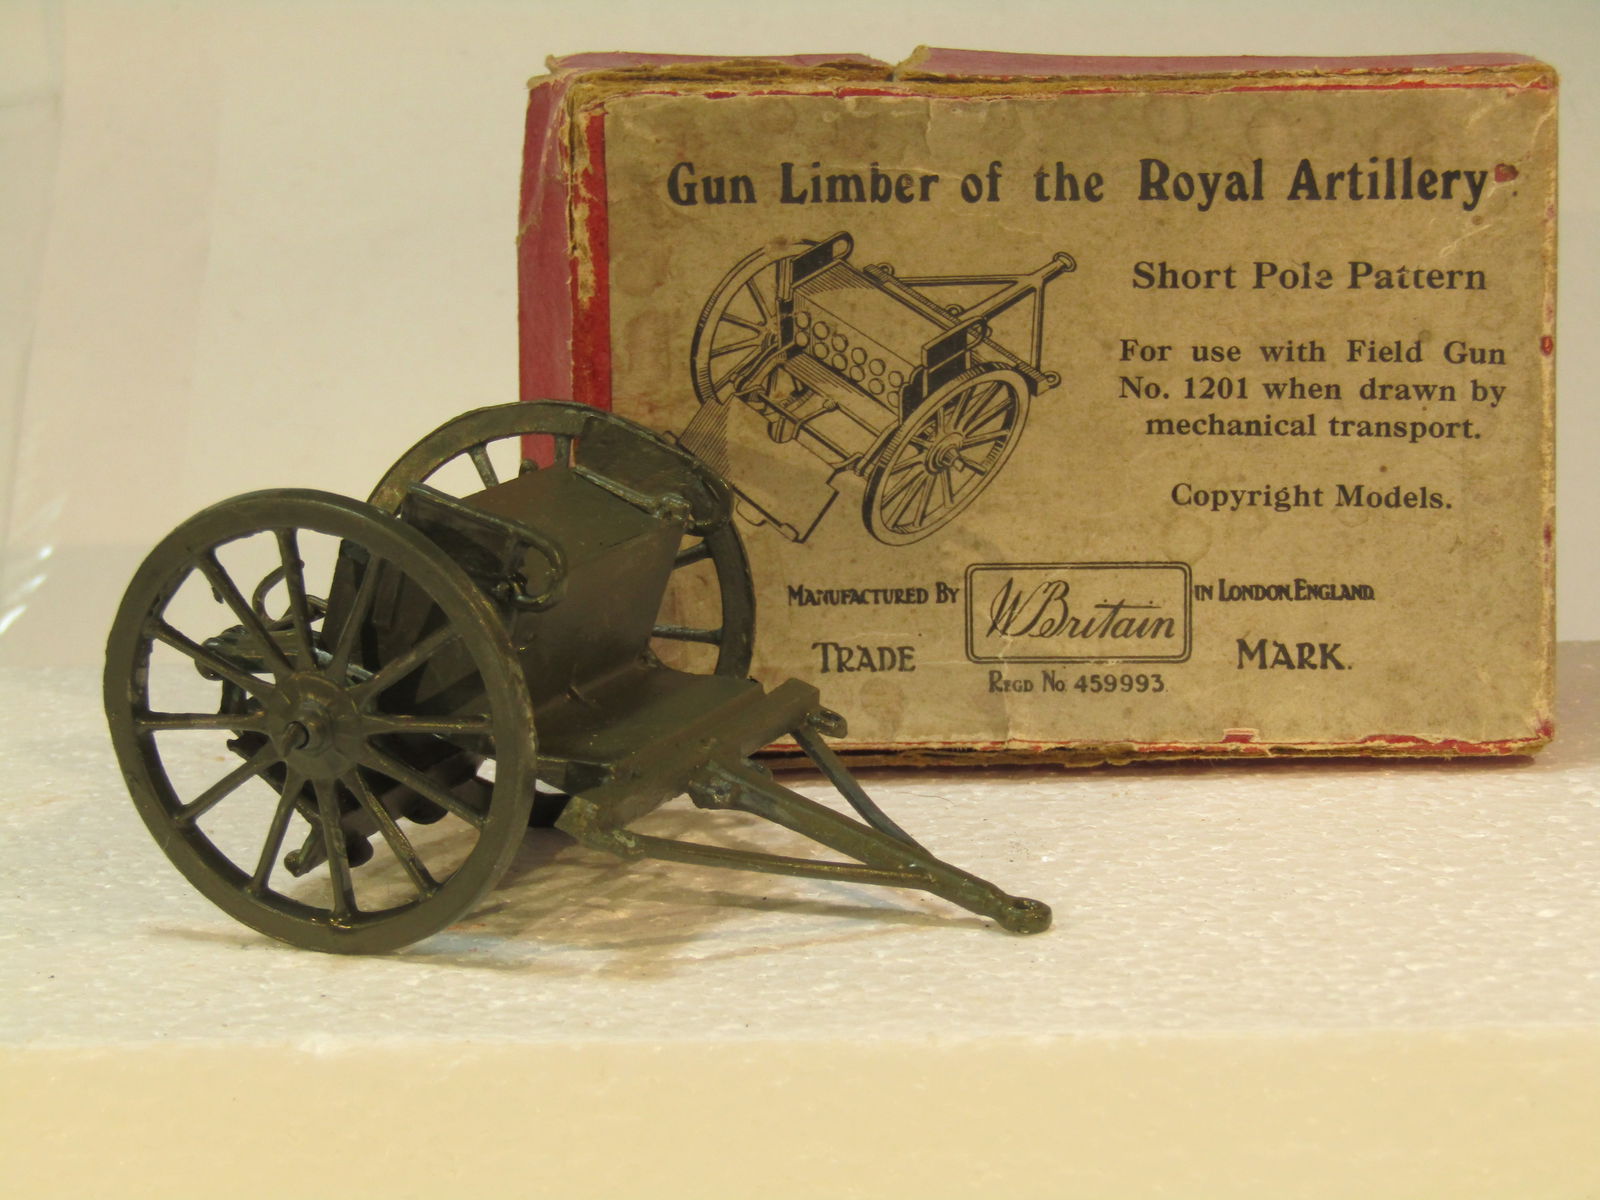 Gun Limber of the Royal Artillery.
Short Pole Pattern
For use with Field Gun
No. 1201 when drawn by
mechanical transport.
Copyright Models.
MANUFACTURED BY W Britain IN LONDON, ENGLAND.
TRADE MARK.
REGD NO. 459993.